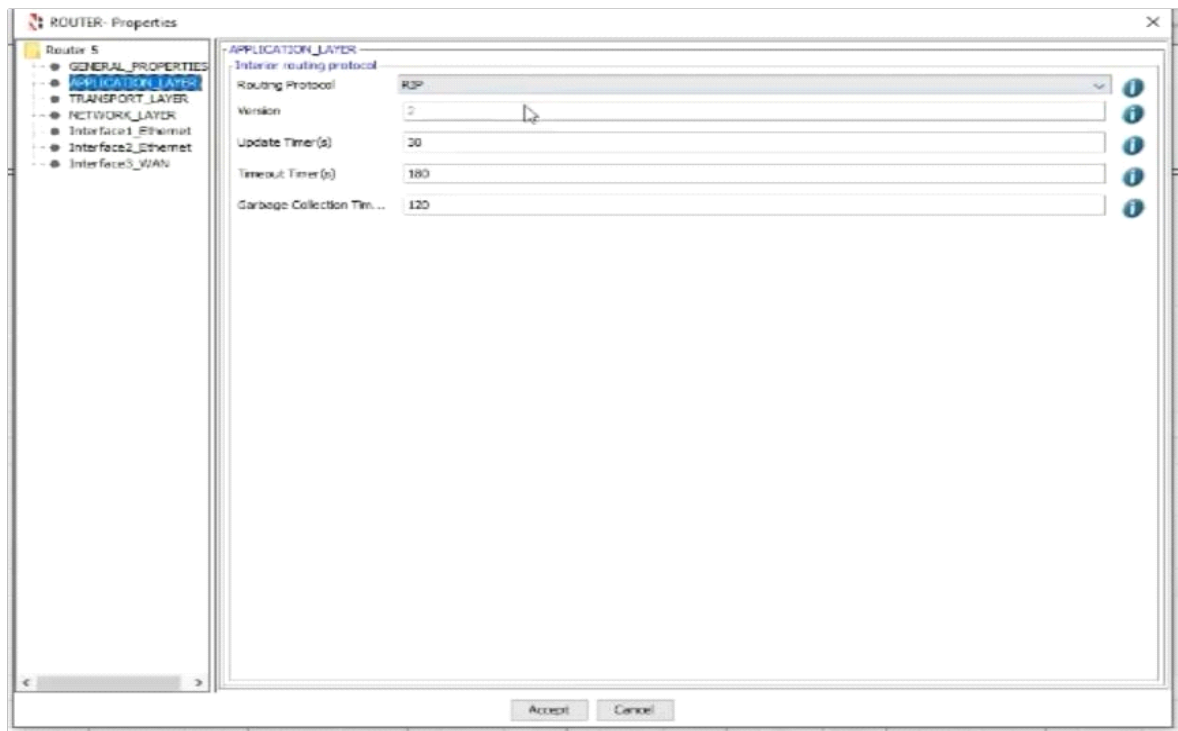 ROUTER- Properties
Router 5
GENERAL_PROPERTIES
APPLICATION_LAYER
TRANSPORT_LAYER
NETWORK_LAYER
Interface1_Ethernet
Interface2_Ethernet
Interface3_WAN
APPLICATION_LAYER
Interior routing protocol
Routing Protocol RIP
Version 2
Update Timer(s) 30
Timeout Timer(s) 180
Garbage Collection Tim... 120
Accept Cancel